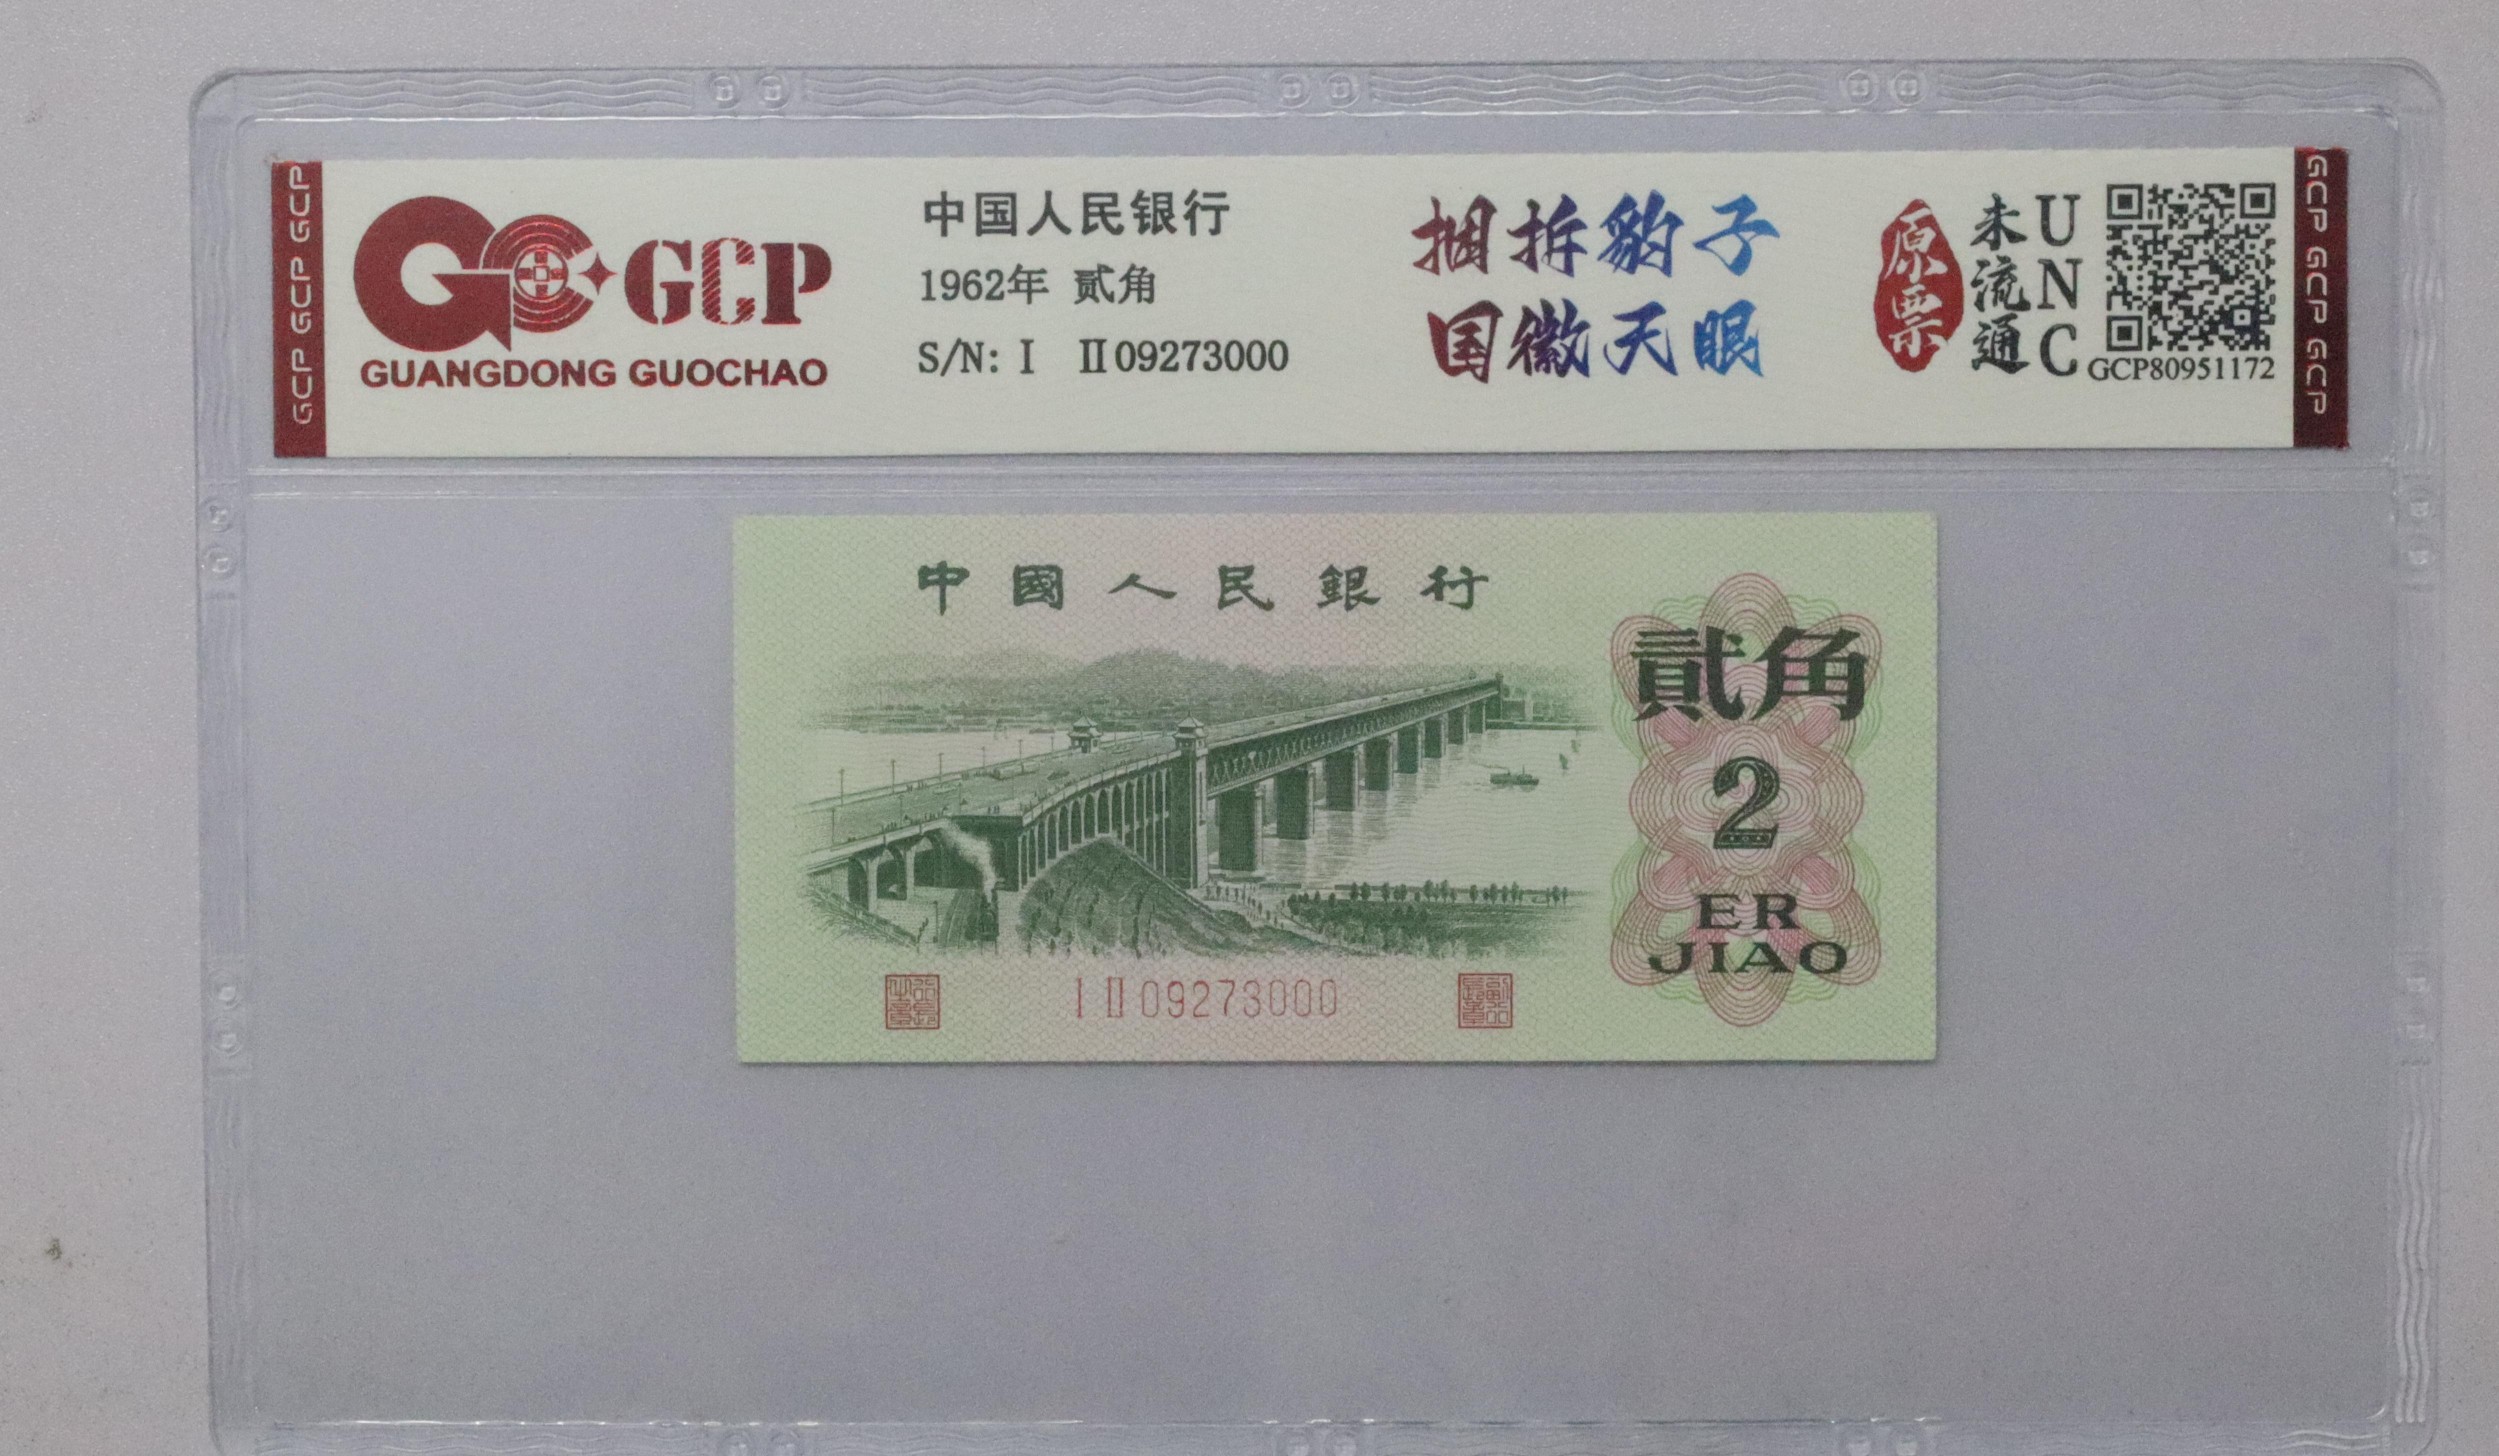 GCP GCP GCP
GCP
GUANGDONG GUOCHAO
中国人民银行
1962年 贰角
S/N: I Ⅱ09273000
捆拆豹子
国徽天眼
原票
未流通
UNC
GCP80951172
GCP GCP GCP
中國人民銀行
貳角
2
ER
JIAO
I Ⅱ 09273000